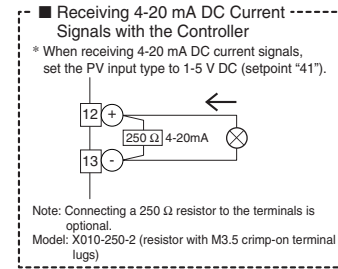 ■ Receiving 4-20 mA DC Current
Signals with the Controller
* When receiving 4-20 mA DC current signals,
set the PV input type to 1-5 V DC (setpoint “41”).
12 +
250 Ω 4-20mA
13 -
Note: Connecting a 250 Ω resistor to the terminals is
optional.
Model: X010-250-2 (resistor with M3.5 crimp-on terminal
lugs)